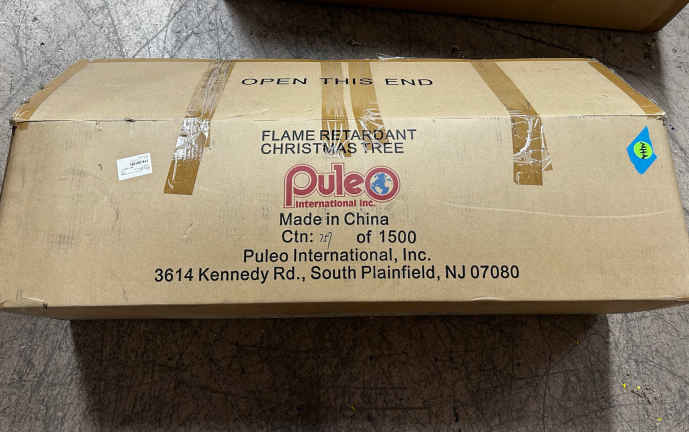 OPEN THIS END
FLAME RETARDANT
CHRISTMAS TREE
Puleo
International Inc.
Made in China
Ctn: of 1500
Puleo International, Inc.
3614 Kennedy Rd., South Plainfield, NJ 07080